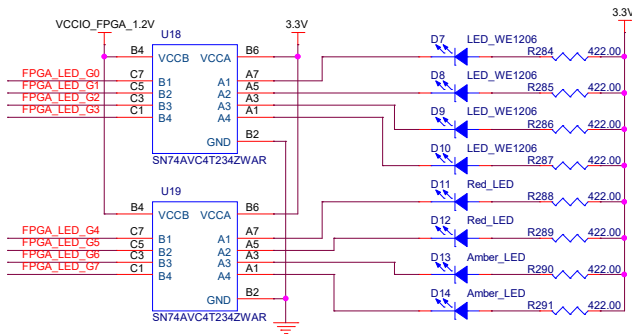 3.3V
VCCIO_FPGA_1.2V U18 3.3V
D7 LED_WE1206
B4 VCCB VCCA B6 R284 422.00
FPGA_LED_G0 C7 B1 A1 A7 D8 LED_WE1206
FPGA_LED_G1 C5 B2 A2 A5 R285 422.00
FPGA_LED_G2 C3 B3 A3 A3 D9 LED_WE1206
FPGA_LED_G3 C1 B4 A4 A1 R286 422.00
GND B2 D10 LED_WE1206
SN74AVC4T234ZWAR R287 422.00
U19 D11 Red_LED
B4 VCCB VCCA B6 R288 422.00
D12 Red_LED
FPGA_LED_G4 C7 B1 A1 A7 R289 422.00
FPGA_LED_G5 C5 B2 A2 A5
FPGA_LED_G6 C3 B3 A3 A3 D13 Amber_LED
FPGA_LED_G7 C1 B4 A4 A1 R290 422.00
GND B2 D14 Amber_LED
SN74AVC4T234ZWAR R291 422.00